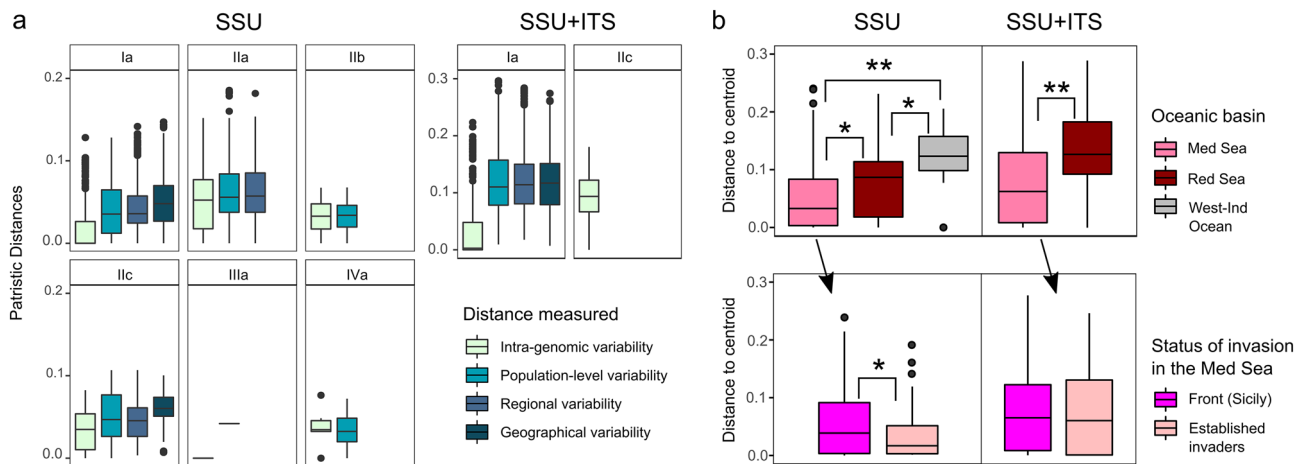 a
SSU
SSU+ITS
Ia
IIa
IIb
Ia
IIc
0.2
0.1
0.0
0.3
0.2
0.1
0.0
Patristic Distances
IIc
IIIa
IVa
0.2
0.1
0.0
Distance measured
Intra-genomic variability
Population-level variability
Regional variability
Geographical variability
b
SSU
SSU+ITS
Distance to centroid
0.3
0.2
0.1
0.0
*
**
*
**
Oceanic basin
Med Sea
Red Sea
West-Ind
Ocean
Distance to centroid
0.3
0.2
0.1
0.0
*
Status of invasion
in the Med Sea
Front (Sicily)
Established
invaders